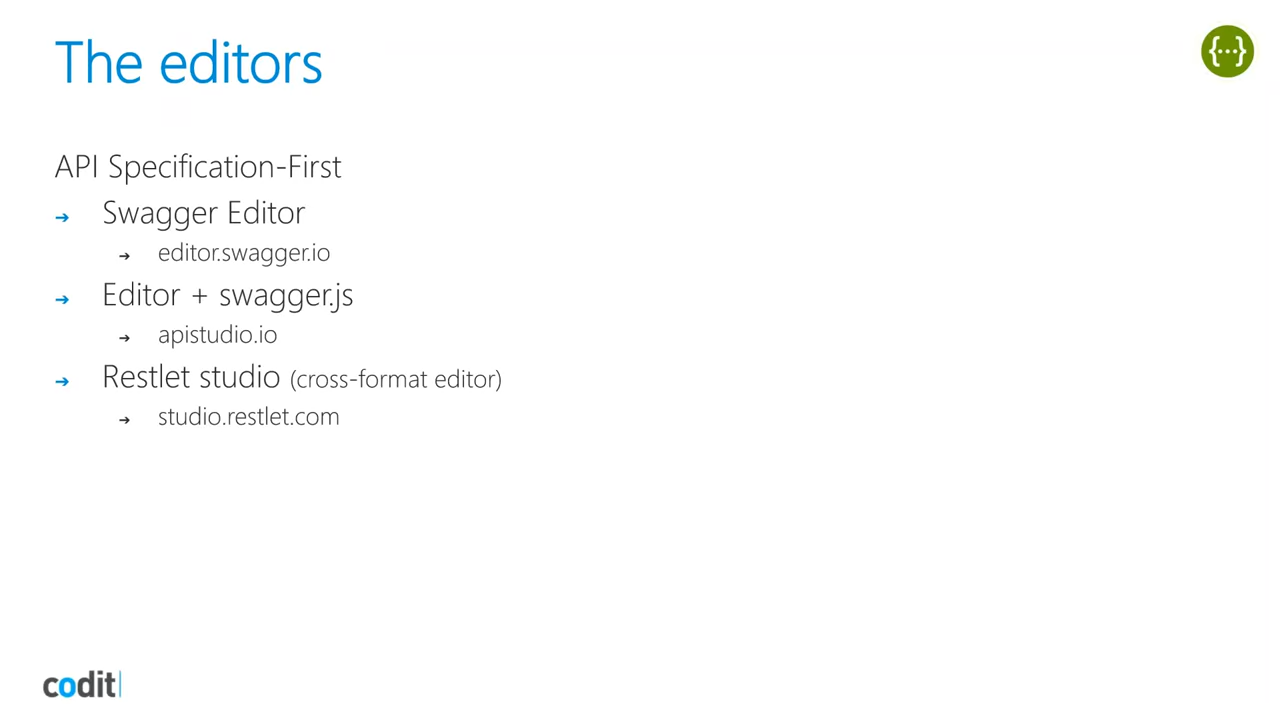 The editors
{...}
API Specification-First
➔ Swagger Editor
➔ editor.swagger.io
➔ Editor + swagger.js
➔ apistudio.io
➔ Restlet studio (cross-format editor)
➔ studio.restlet.com
codit